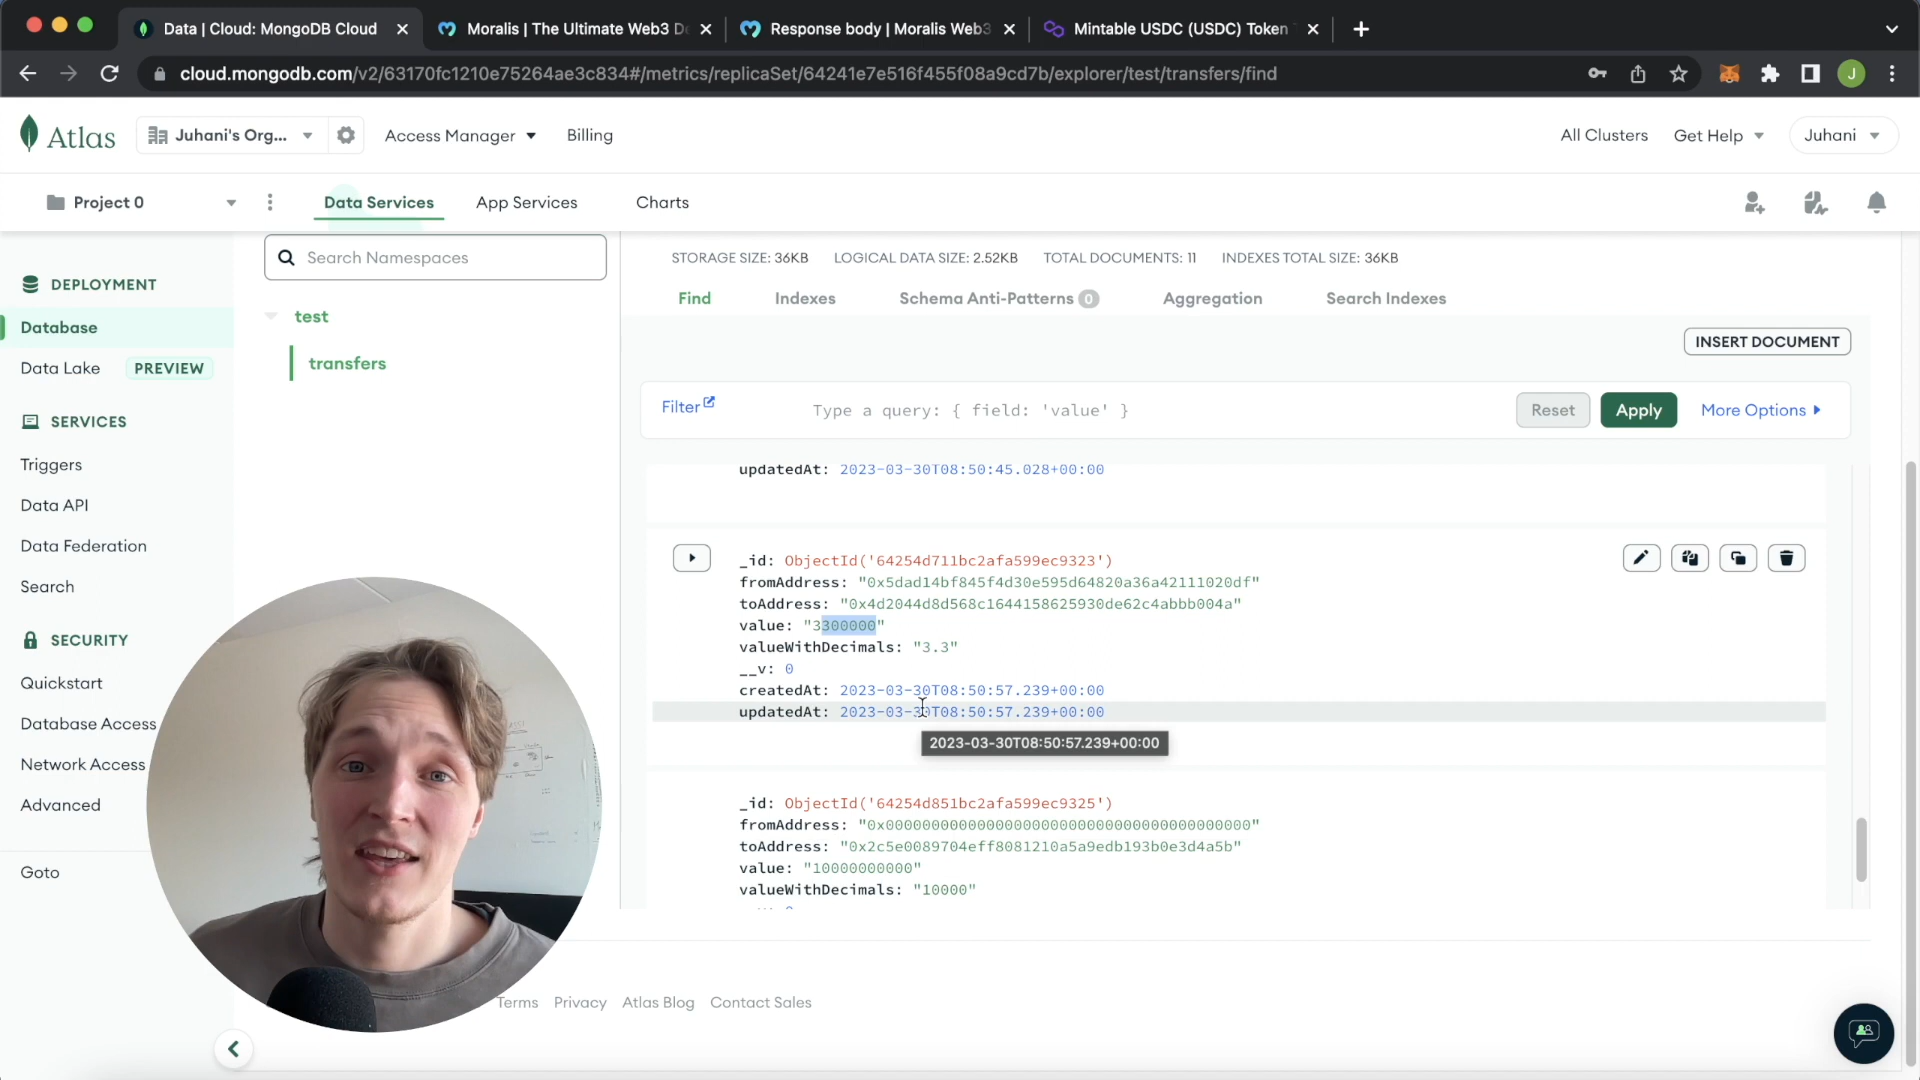 Data | Cloud: MongoDB Cloud
Moralis | The Ultimate Web3 De
Response body | Moralis Web3
Mintable USDC (USDC) Token
cloud.mongodb.com/v2/63170fc1210e75264ae3c834#/metrics/replicaSet/64241e7e516f455f08a9cd7b/explorer/test/transfers/find
J
Atlas
Juhani's Org...
Access Manager
Billing
All Clusters
Get Help
Juhani
Project 0
Data Services
App Services
Charts
DEPLOYMENT
Database
Data Lake
PREVIEW
SERVICES
Triggers
Data API
Data Federation
Search
SECURITY
Quickstart
Database Access
Network Access
Advanced
Goto
Search Namespaces
test
transfers
STORAGE SIZE: 36KB
LOGICAL DATA SIZE: 2.52KB
TOTAL DOCUMENTS: 11
INDEXES TOTAL SIZE: 36KB
Find
Indexes
Schema Anti-Patterns 0
Aggregation
Search Indexes
INSERT DOCUMENT
Filter
Type a query: { field: 'value' }
Reset
Apply
More Options
updatedAt: 2023-03-30T08:50:45.028+00:00
_id: ObjectId('64254d711bc2afa599ec9323')
fromAddress: "0x5dad14bf845f4d30e595d64820a36a42111020df"
toAddress: "0x4d2044d8d568c1644158625930de62c4abbb004a"
value: "3300000"
valueWithDecimals: "3.3"
__v: 0
createdAt: 2023-03-30T08:50:57.239+00:00
updatedAt: 2023-03-30T08:50:57.239+00:00
2023-03-30T08:50:57.239+00:00
_id: ObjectId('64254d851bc2afa599ec9325')
fromAddress: "0x0000000000000000000000000000000000000000"
toAddress: "0x2c5e0089704eff8081210a5a9edb193b0e3d4a5b"
value: "10000000000"
valueWithDecimals: "10000"
Terms
Privacy
Atlas Blog
Contact Sales